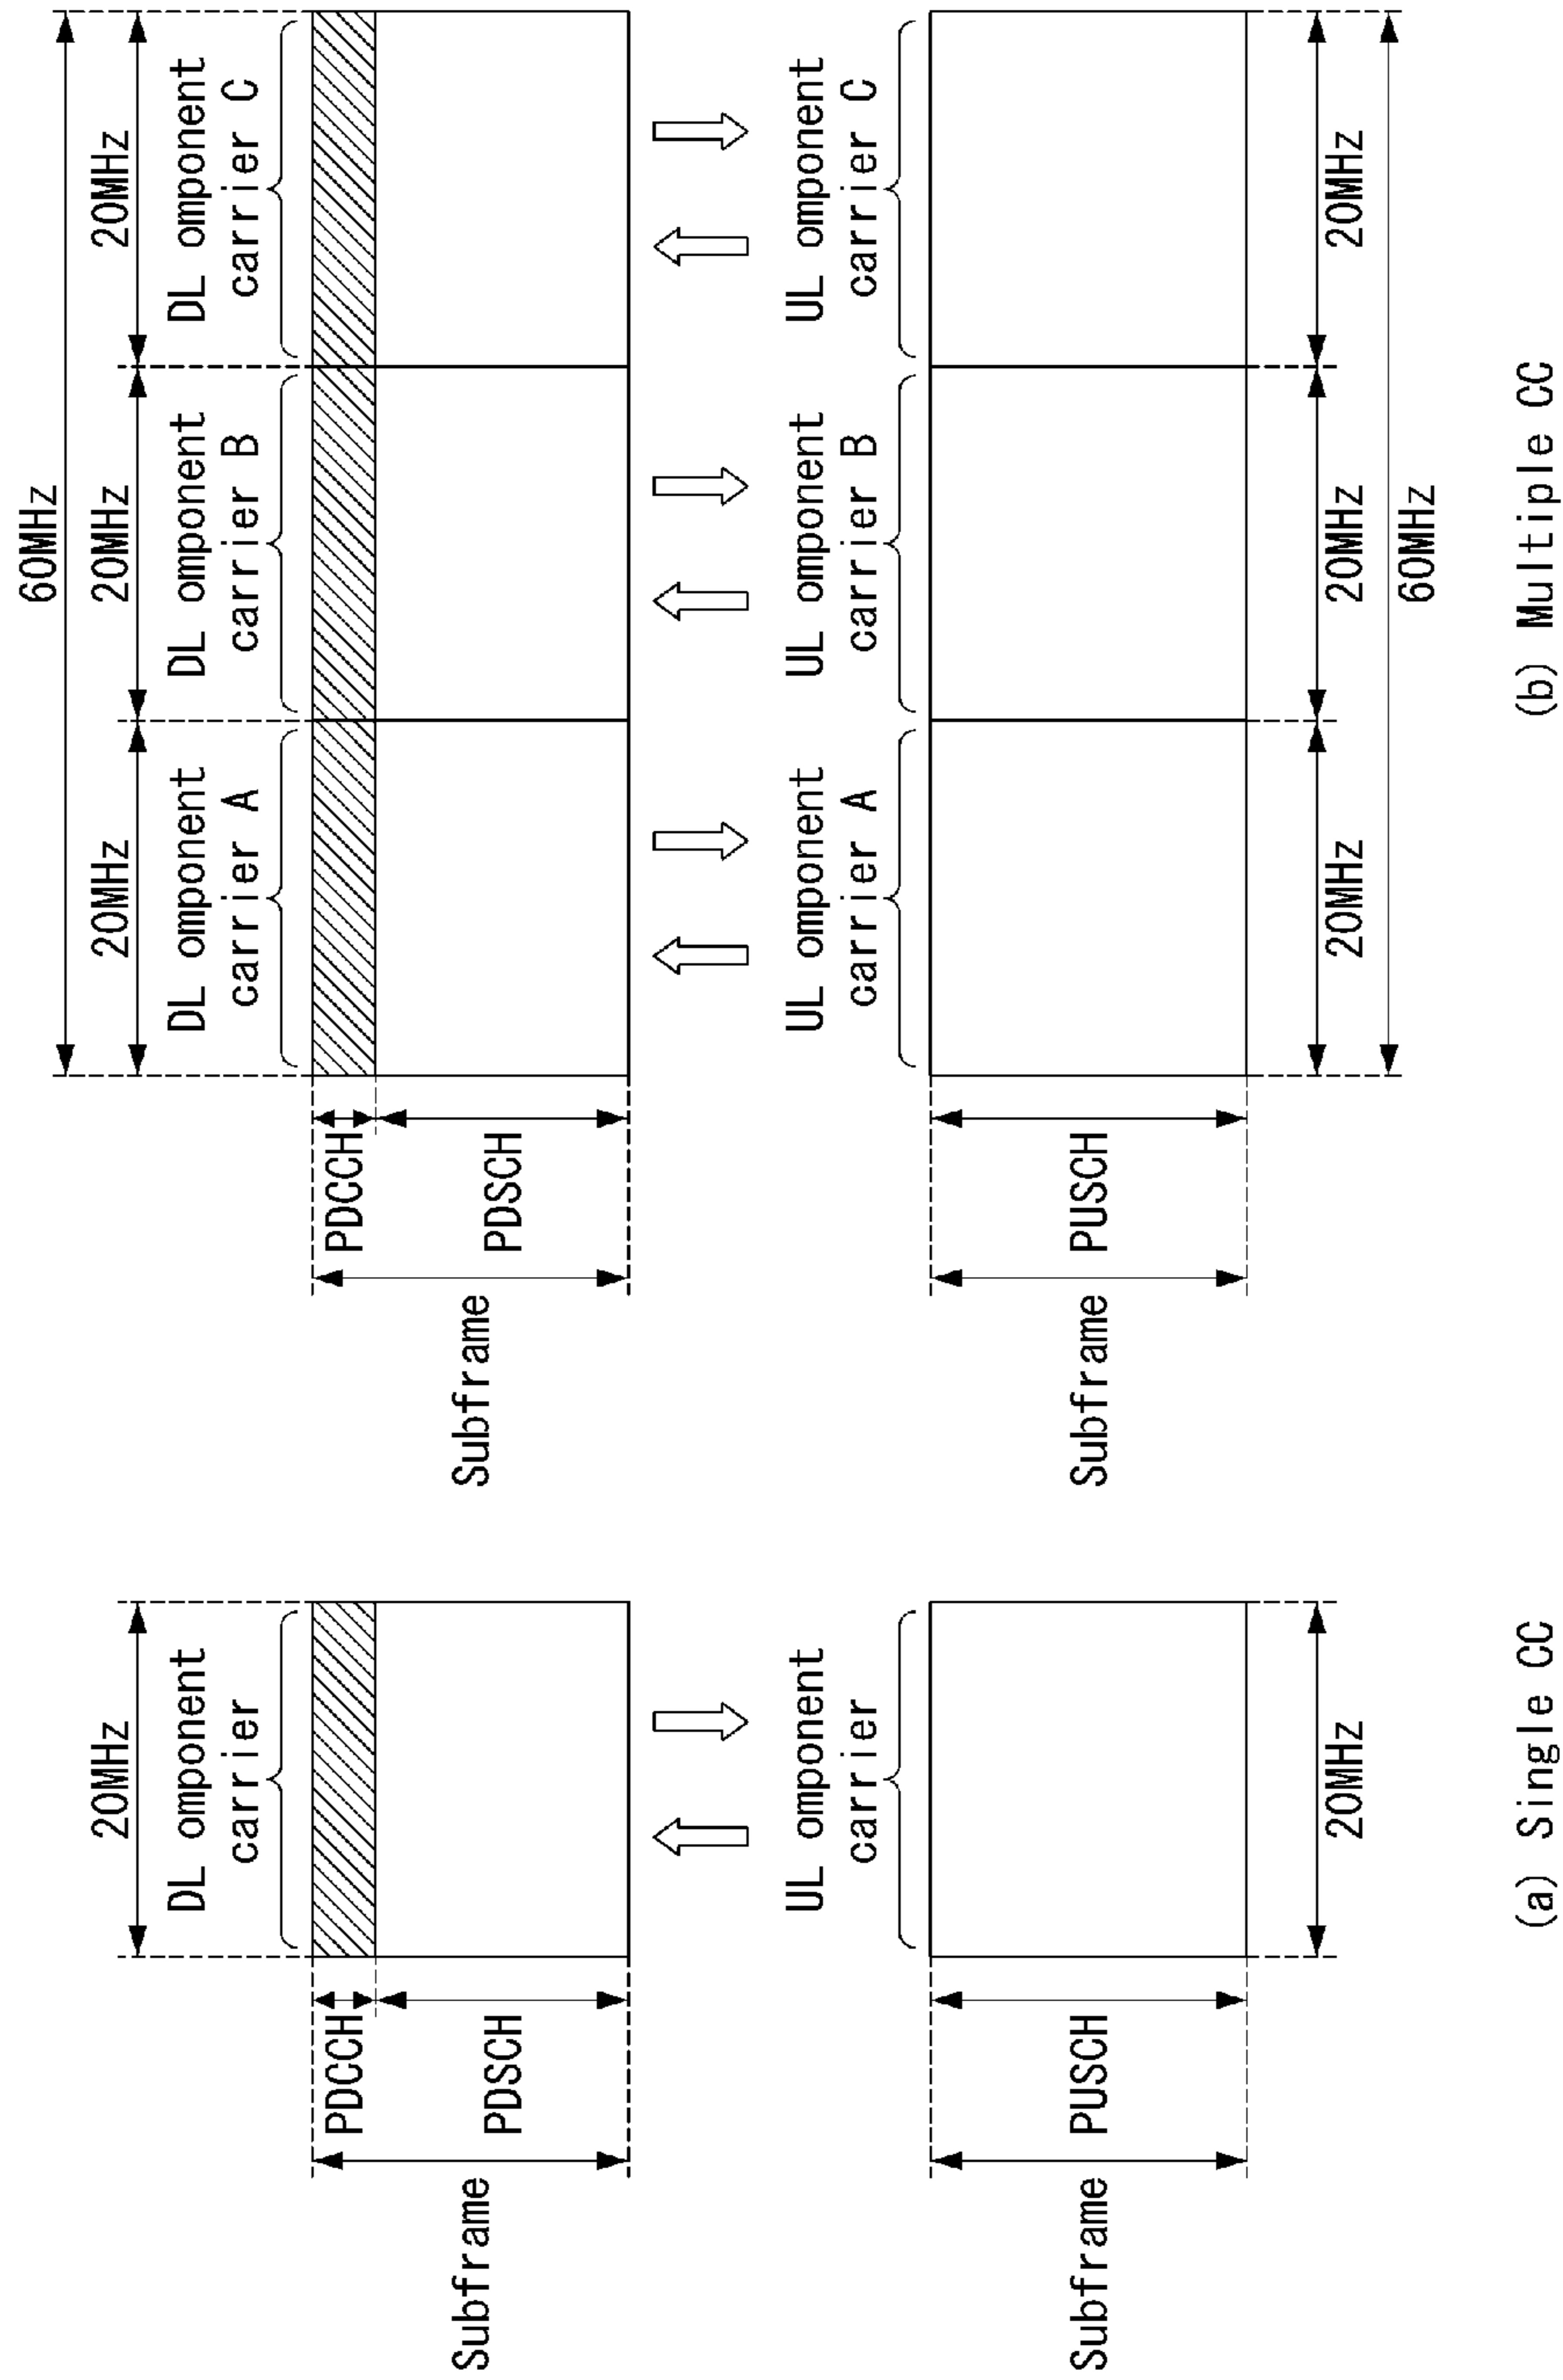 20MHz
DL omponent
carrier
PDCCH
PDSCH
Subframe
UL omponent
carrier
PUSCH
Subframe
20MHz
(a) Single CC
60MHz
20MHz
20MHz
20MHz
DL omponent
carrier A
DL omponent
carrier B
DL omponent
carrier C
PDCCH
PDSCH
Subframe
UL omponent
carrier A
UL omponent
carrier B
UL omponent
carrier C
PUSCH
Subframe
20MHz
20MHz
20MHz
60MHz
(b) Multiple CC